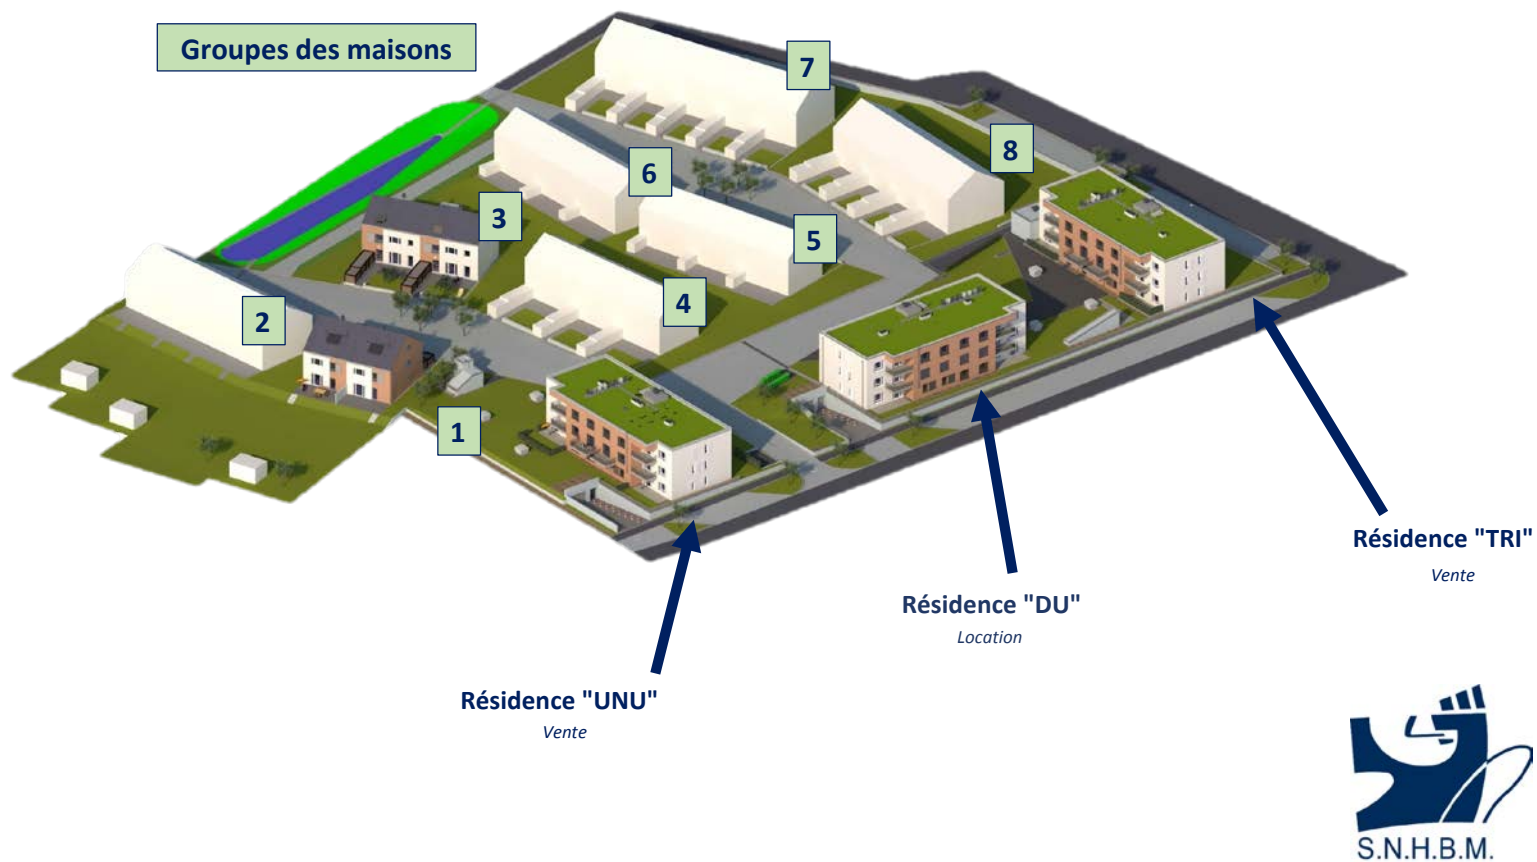 Groupes des maisons
7
8
6
3
5
4
2
1
Résidence "TRI"
Vente
Résidence "DU"
Location
Résidence "UNU"
Vente
S.N.H.B.M.